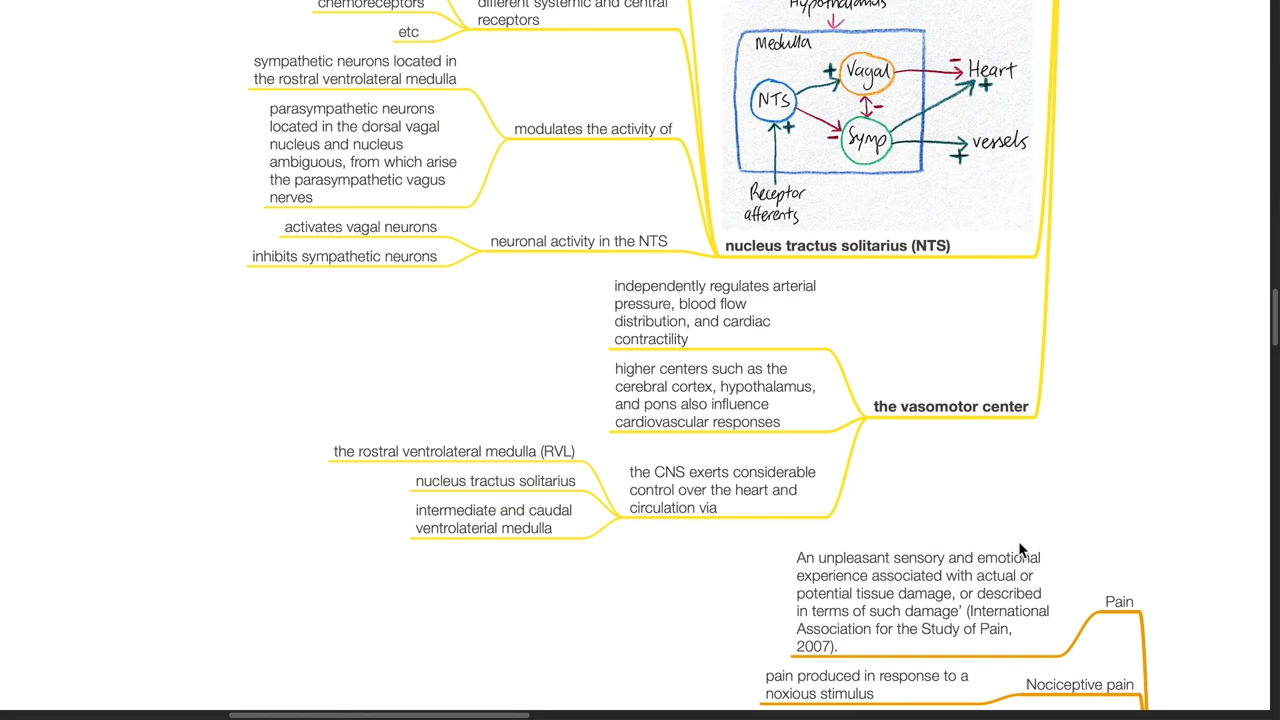 chemoreceptors
different systemic and central
receptors
etc
sympathetic neurons located in
the rostral ventrolateral medulla
parasympathetic neurons
located in the dorsal vagal
nucleus and nucleus
ambiguous, from which arise
the parasympathetic vagus
nerves
modulates the activity of
activates vagal neurons
inhibits sympathetic neurons
neuronal activity in the NTS
Hypothalamus
Medulla
Vagal
+
-
Heart
+
NTS
+
-
-
Symp
vessels
+
Receptor
afferents
nucleus tractus solitarius (NTS)
independently regulates arterial
pressure, blood flow
distribution, and cardiac
contractility
higher centers such as the
cerebral cortex, hypothalamus,
and pons also influence
cardiovascular responses
the vasomotor center
the rostral ventrolateral medulla (RVL)
nucleus tractus solitarius
intermediate and caudal
ventrolaterial medulla
the CNS exerts considerable
control over the heart and
circulation via
An unpleasant sensory and emotional
experience associated with actual or
potential tissue damage, or described
in terms of such damage’ (International
Association for the Study of Pain,
2007).
Pain
pain produced in response to a
noxious stimulus
Nociceptive pain